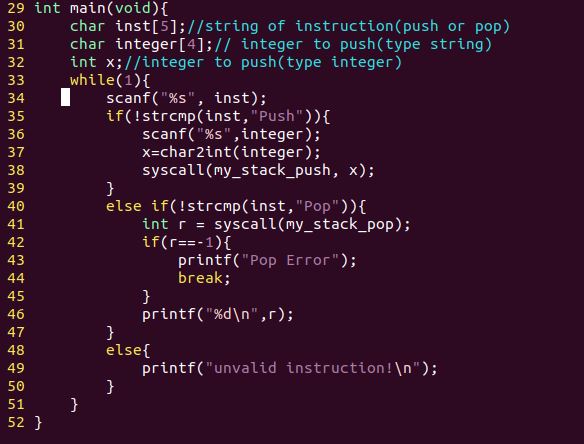 29 int main(void){
30     char inst[5];//string of instruction(push or pop)
31     char integer[4];// integer to push(type string)
32     int x;//integer to push(type integer)
33     while(1){
34         scanf("%s", inst);
35         if(!strcmp(inst,"Push")){
36             scanf("%s",integer);
37             x=char2int(integer);
38             syscall(my_stack_push, x);
39         }
40         else if(!strcmp(inst,"Pop")){
41             int r = syscall(my_stack_pop);
42             if(r==-1){
43                 printf("Pop Error");
44                 break;
45             }
46             printf("%d\n",r);
47         }
48         else{
49             printf("unvalid instruction!\n");
50         }
51     }
52 }